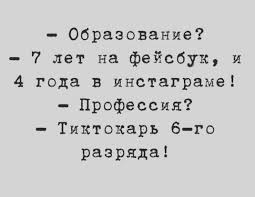 — Образование?
— 7 лет на фейсбук, и
4 года в инстаграме!
— Профессия?
— Тиктокарь 6-го
разряда!